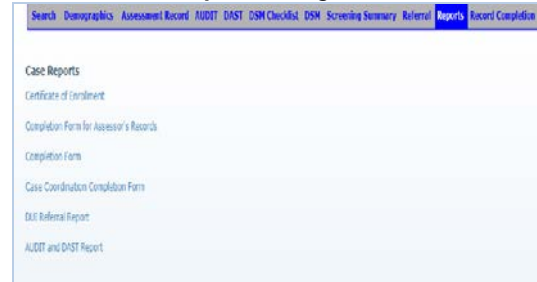 Search Demographics Assessment Record AUDIT DAST DSM Checklist DSM Screening Summary Referral Reports Record Completion
Case Reports
Certificate of Enrollment
Completion Form for Assessor's Records
Completion Form
Case Coordination Completion Form
DUI Referral Report
AUDIT and DAST Report